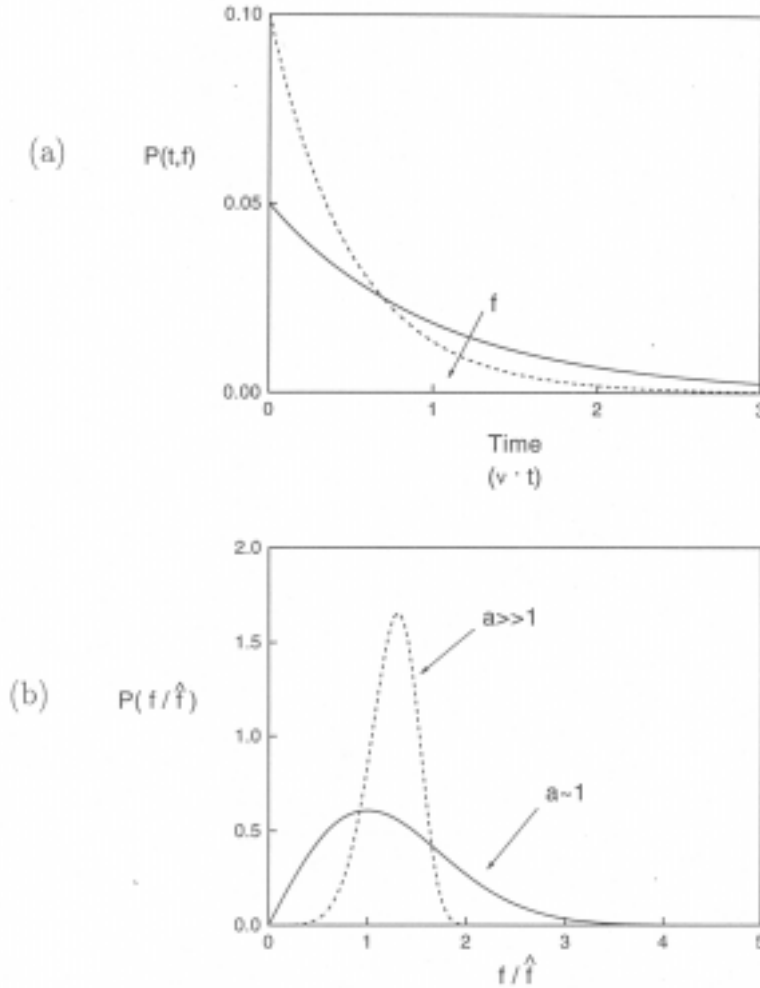 (a)
P(t,f)
0.10
0.05
0.00
f
0 1 2 3
Time
(ν · t)
(b)
P( f / f̂ )
2.0
1.5
1.0
0.5
0.0
a>>1
a~1
0 1 2 3 4 5
f / f̂